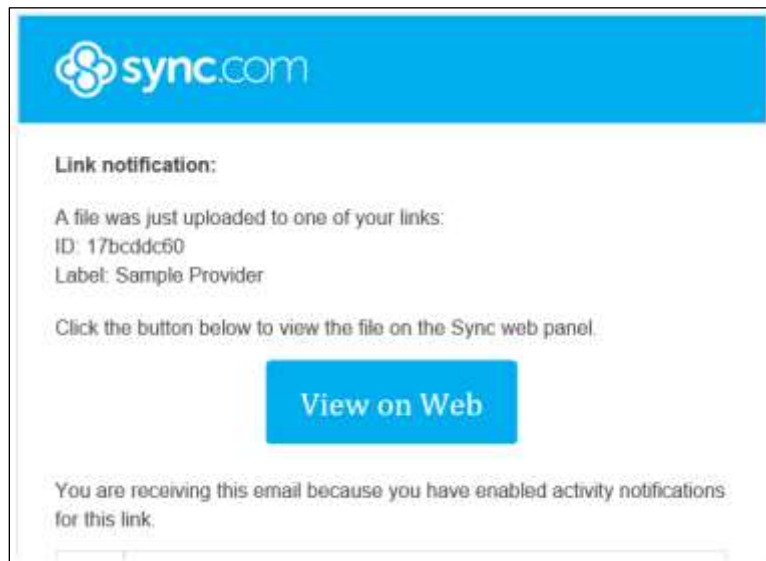 sync.com
Link notification:
A file was just uploaded to one of your links:
ID: 17bcddc60
Label: Sample Provider
Click the button below to view the file on the Sync web panel.
View on Web
You are receiving this email because you have enabled activity notifications
for this link.